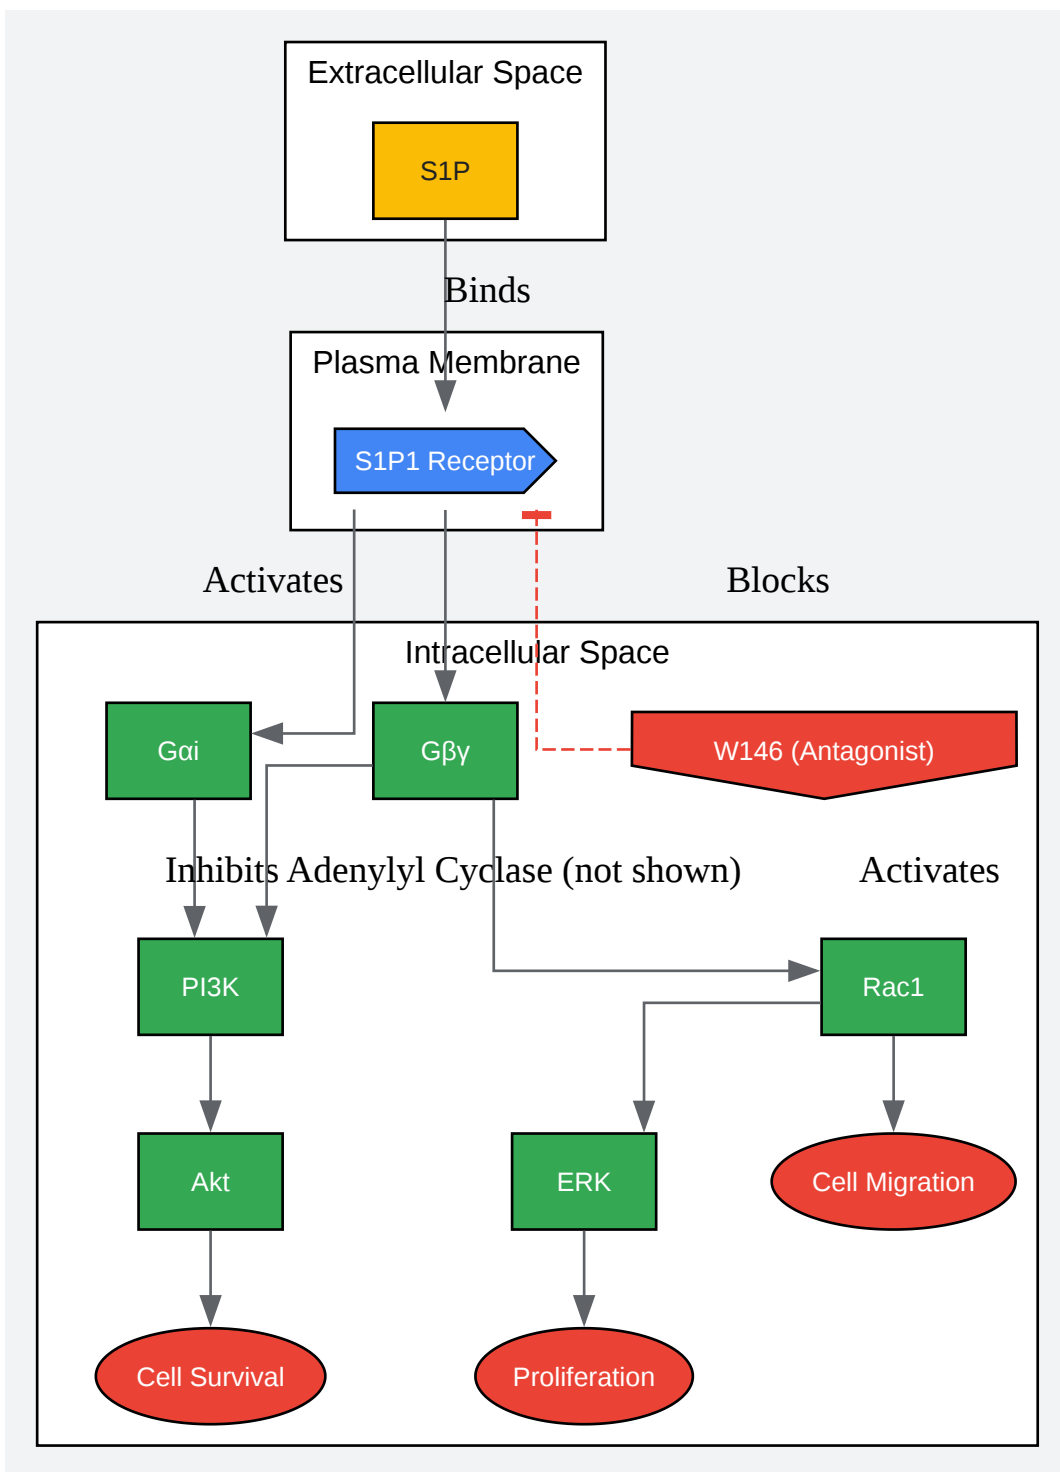 Extracellular Space
S1P
Binds
Plasma Membrane
S1P1 Receptor
Activates
Blocks
Intracellular Space
Gαi
Gβγ
W146 (Antagonist)
Inhibits Adenylyl Cyclase (not shown)
Activates
PI3K
Rac1
Akt
ERK
Cell Migration
Cell Survival
Proliferation